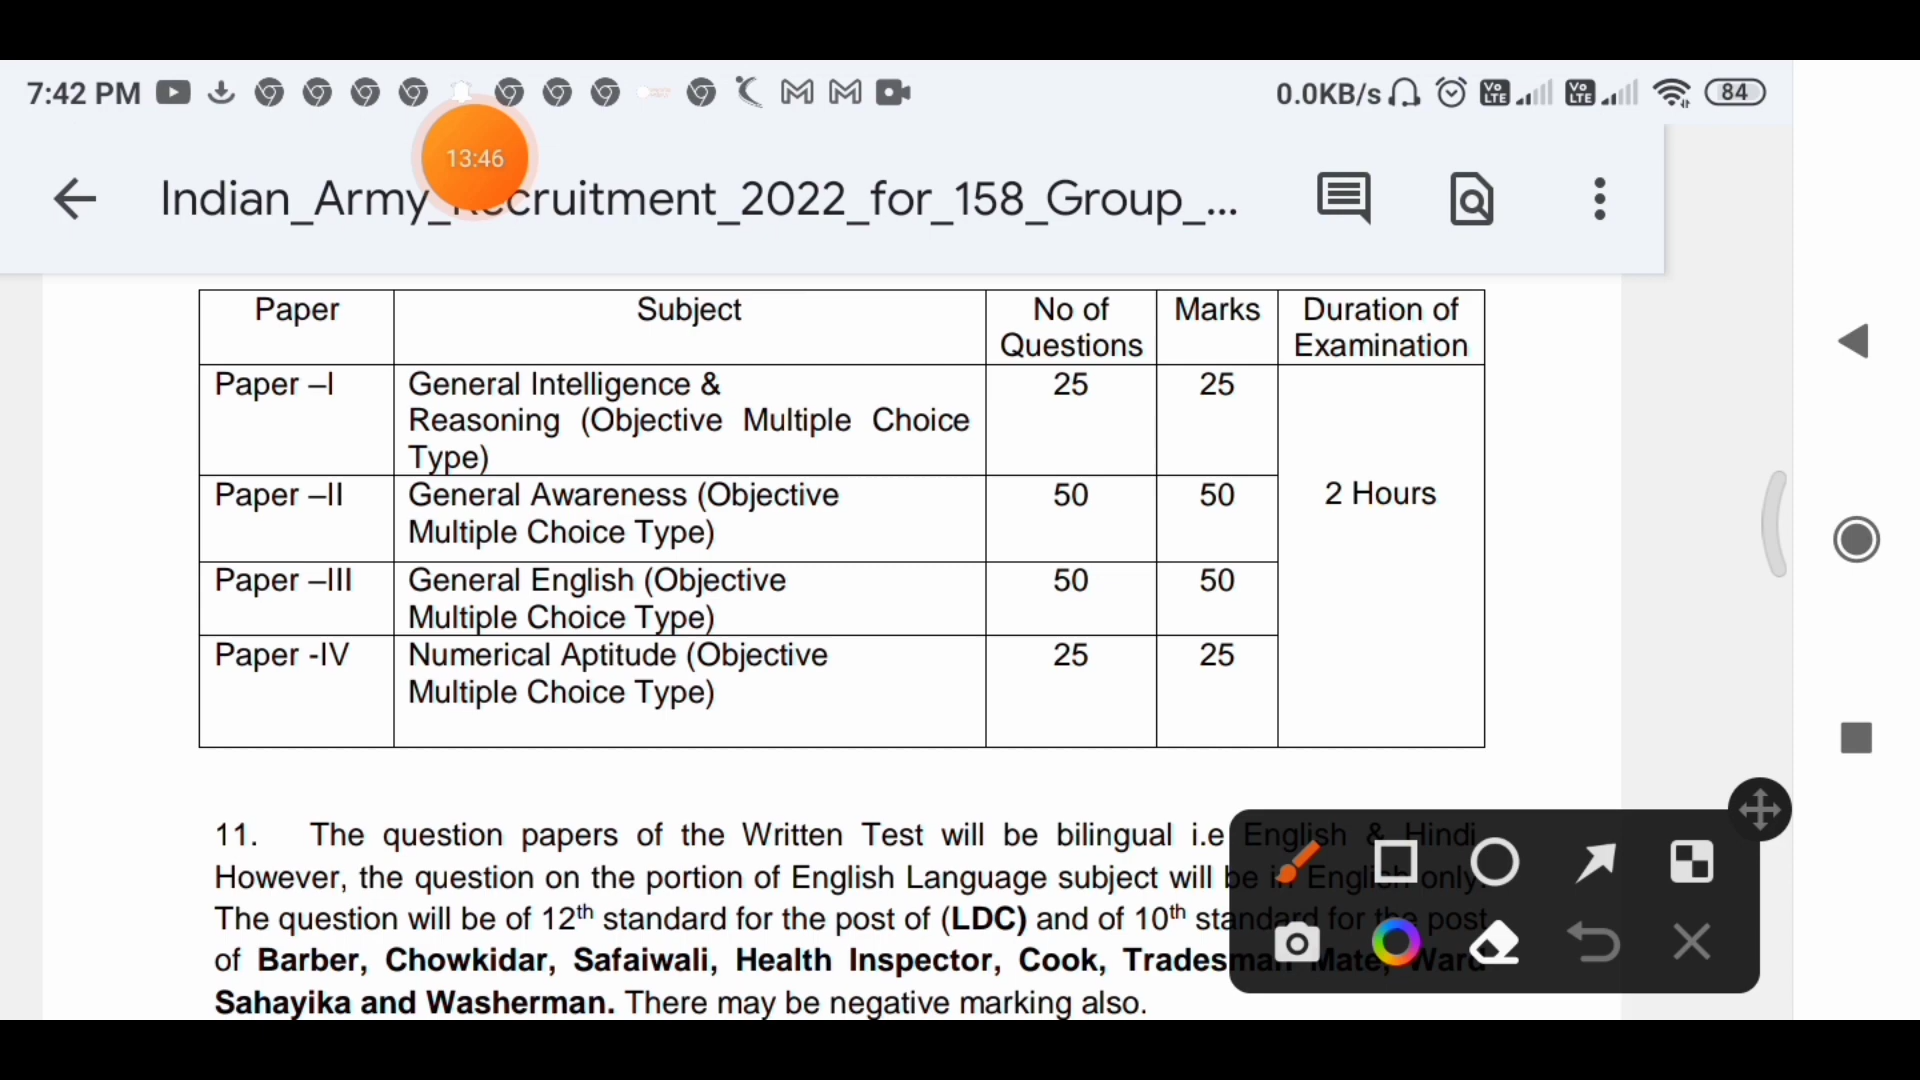 7:42 PM
0.0KB/s
Vo LTE
Vo LTE
84
13:46
Indian_Army_Recruitment_2022_for_158_Group_...
Paper Subject No of Questions Marks Duration of Examination
Paper –I General Intelligence & 25 25
Reasoning (Objective Multiple Choice
Type)
Paper –II General Awareness (Objective 50 50 2 Hours
Multiple Choice Type)
Paper –III General English (Objective 50 50
Multiple Choice Type)
Paper -IV Numerical Aptitude (Objective 25 25
Multiple Choice Type)
11. The question papers of the Written Test will be bilingual i.e English & Hindi
However, the question on the portion of English Language subject will be in English only.
The question will be of 12th standard for the post of (LDC) and of 10th standard for the post
of Barber, Chowkidar, Safaiwali, Health Inspector, Cook, Tradesman Mate, Ward
Sahayika and Washerman. There may be negative marking also.